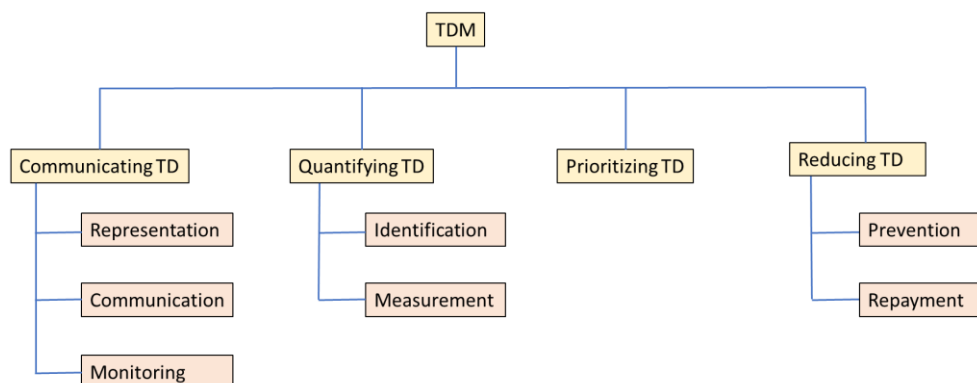 TDM
Communicating TD
Quantifying TD
Prioritizing TD
Reducing TD
Representation
Identification
Prevention
Communication
Measurement
Repayment
Monitoring